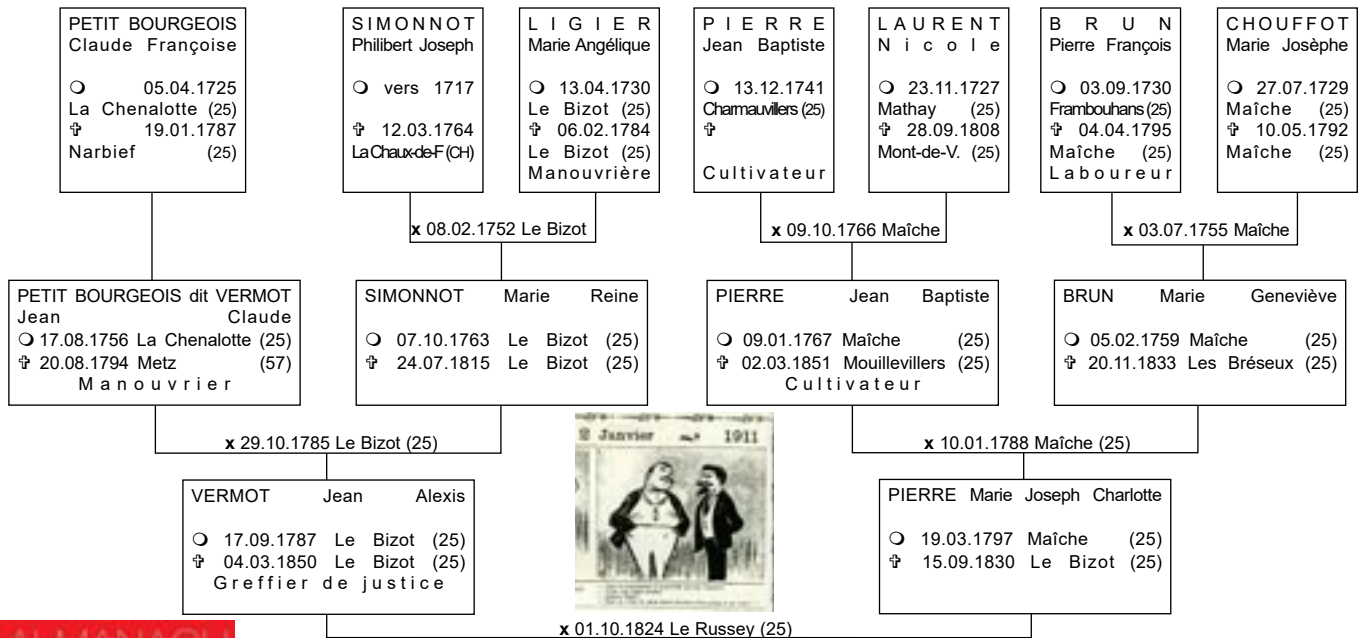 PETIT BOURGEOIS
Claude Françoise
❍ 05.04.1725
La Chenalotte (25)
✞ 19.01.1787
Narbief (25)
SIMONNOT
Philibert Joseph
❍ vers 1717
✞ 12.03.1764
La Chaux-de-F (CH)
LIGIER
Marie Angélique
❍ 13.04.1730
Le Bizot (25)
✞ 06.02.1784
Le Bizot (25)
Manouvrière
PIERRE
Jean Baptiste
❍ 13.12.1741
Charmauvillers (25)
✞
Cultivateur
LAURENT
Nicole
❍ 23.11.1727
Mathay (25)
✞ 28.09.1808
Mont-de-V. (25)
BRUN
Pierre François
❍ 03.09.1730
Frambouhans (25)
✞ 04.04.1795
Maîche (25)
Laboureur
CHOUFFOT
Marie Josèphe
❍ 27.07.1729
Maîche (25)
✞ 10.05.1792
Maîche (25)
x 08.02.1752 Le Bizot
x 09.10.1766 Maîche
x 03.07.1755 Maîche
PETIT BOURGEOIS dit VERMOT
Jean Claude
❍ 17.08.1756 La Chenalotte (25)
✞ 20.08.1794 Metz (57)
Manouvrier
SIMONNOT Marie Reine
❍ 07.10.1763 Le Bizot (25)
✞ 24.07.1815 Le Bizot (25)
PIERRE Jean Baptiste
❍ 09.01.1767 Maîche (25)
✞ 02.03.1851 Mouillevillers (25)
Cultivateur
BRUN Marie Geneviève
❍ 05.02.1759 Maîche (25)
✞ 20.11.1833 Les Bréseux (25)
x 29.10.1785 Le Bizot (25)
2 Janvier 1911
x 10.01.1788 Maîche (25)
VERMOT Jean Alexis
❍ 17.09.1787 Le Bizot (25)
✞ 04.03.1850 Le Bizot (25)
Greffier de justice
PIERRE Marie Joseph Charlotte
❍ 19.03.1797 Maîche (25)
✞ 15.09.1830 Le Bizot (25)
ALMANACH
x 01.10.1824 Le Russey (25)